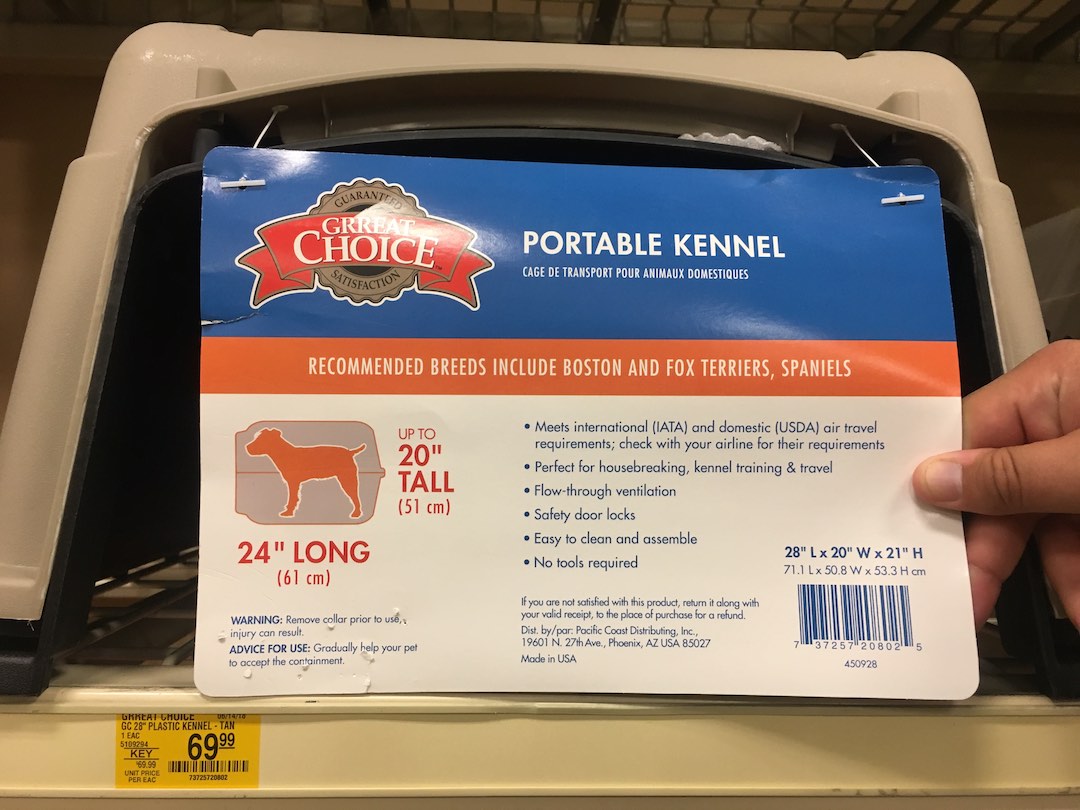 GUARANTEED
GRREAT
CHOICE™
SATISFACTION
PORTABLE KENNEL
CAGE DE TRANSPORT POUR ANIMAUX DOMESTIQUES
RECOMMENDED BREEDS INCLUDE BOSTON AND FOX TERRIERS, SPANIELS
UP TO
20"
TALL
(51 cm)
24" LONG
(61 cm)
WARNING: Remove collar prior to use,
injury can result.
ADVICE FOR USE: Gradually help your pet
to accept the containment.
• Meets international (IATA) and domestic (USDA) air travel
requirements; check with your airline for their requirements
• Perfect for housebreaking, kennel training & travel
• Flow-through ventilation
• Safety door locks
• Easy to clean and assemble
• No tools required
If you are not satisfied with this product, return it along with
your valid receipt, to the place of purchase for a refund.
Dist. by/par: Pacific Coast Distributing, Inc.,
19601 N. 27th Ave., Phoenix, AZ USA 85027
Made in USA
28" L x 20" W x 21" H
71.1 L x 50.8 W x 53.3 H cm
7 37257 20802 5
450928
GRREAT CHOICE 05/14/18
GC 28" PLASTIC KENNEL - TAN
1 EAC
5109294
KEY
$69.99
UNIT PRICE
PER EAC
69.99
73725720802